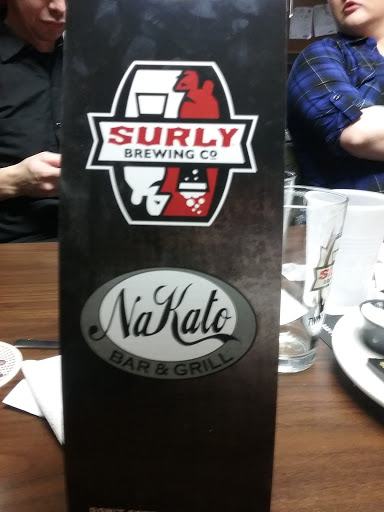 SURLY
BREWING CO
NaKato
BAR & GRILL